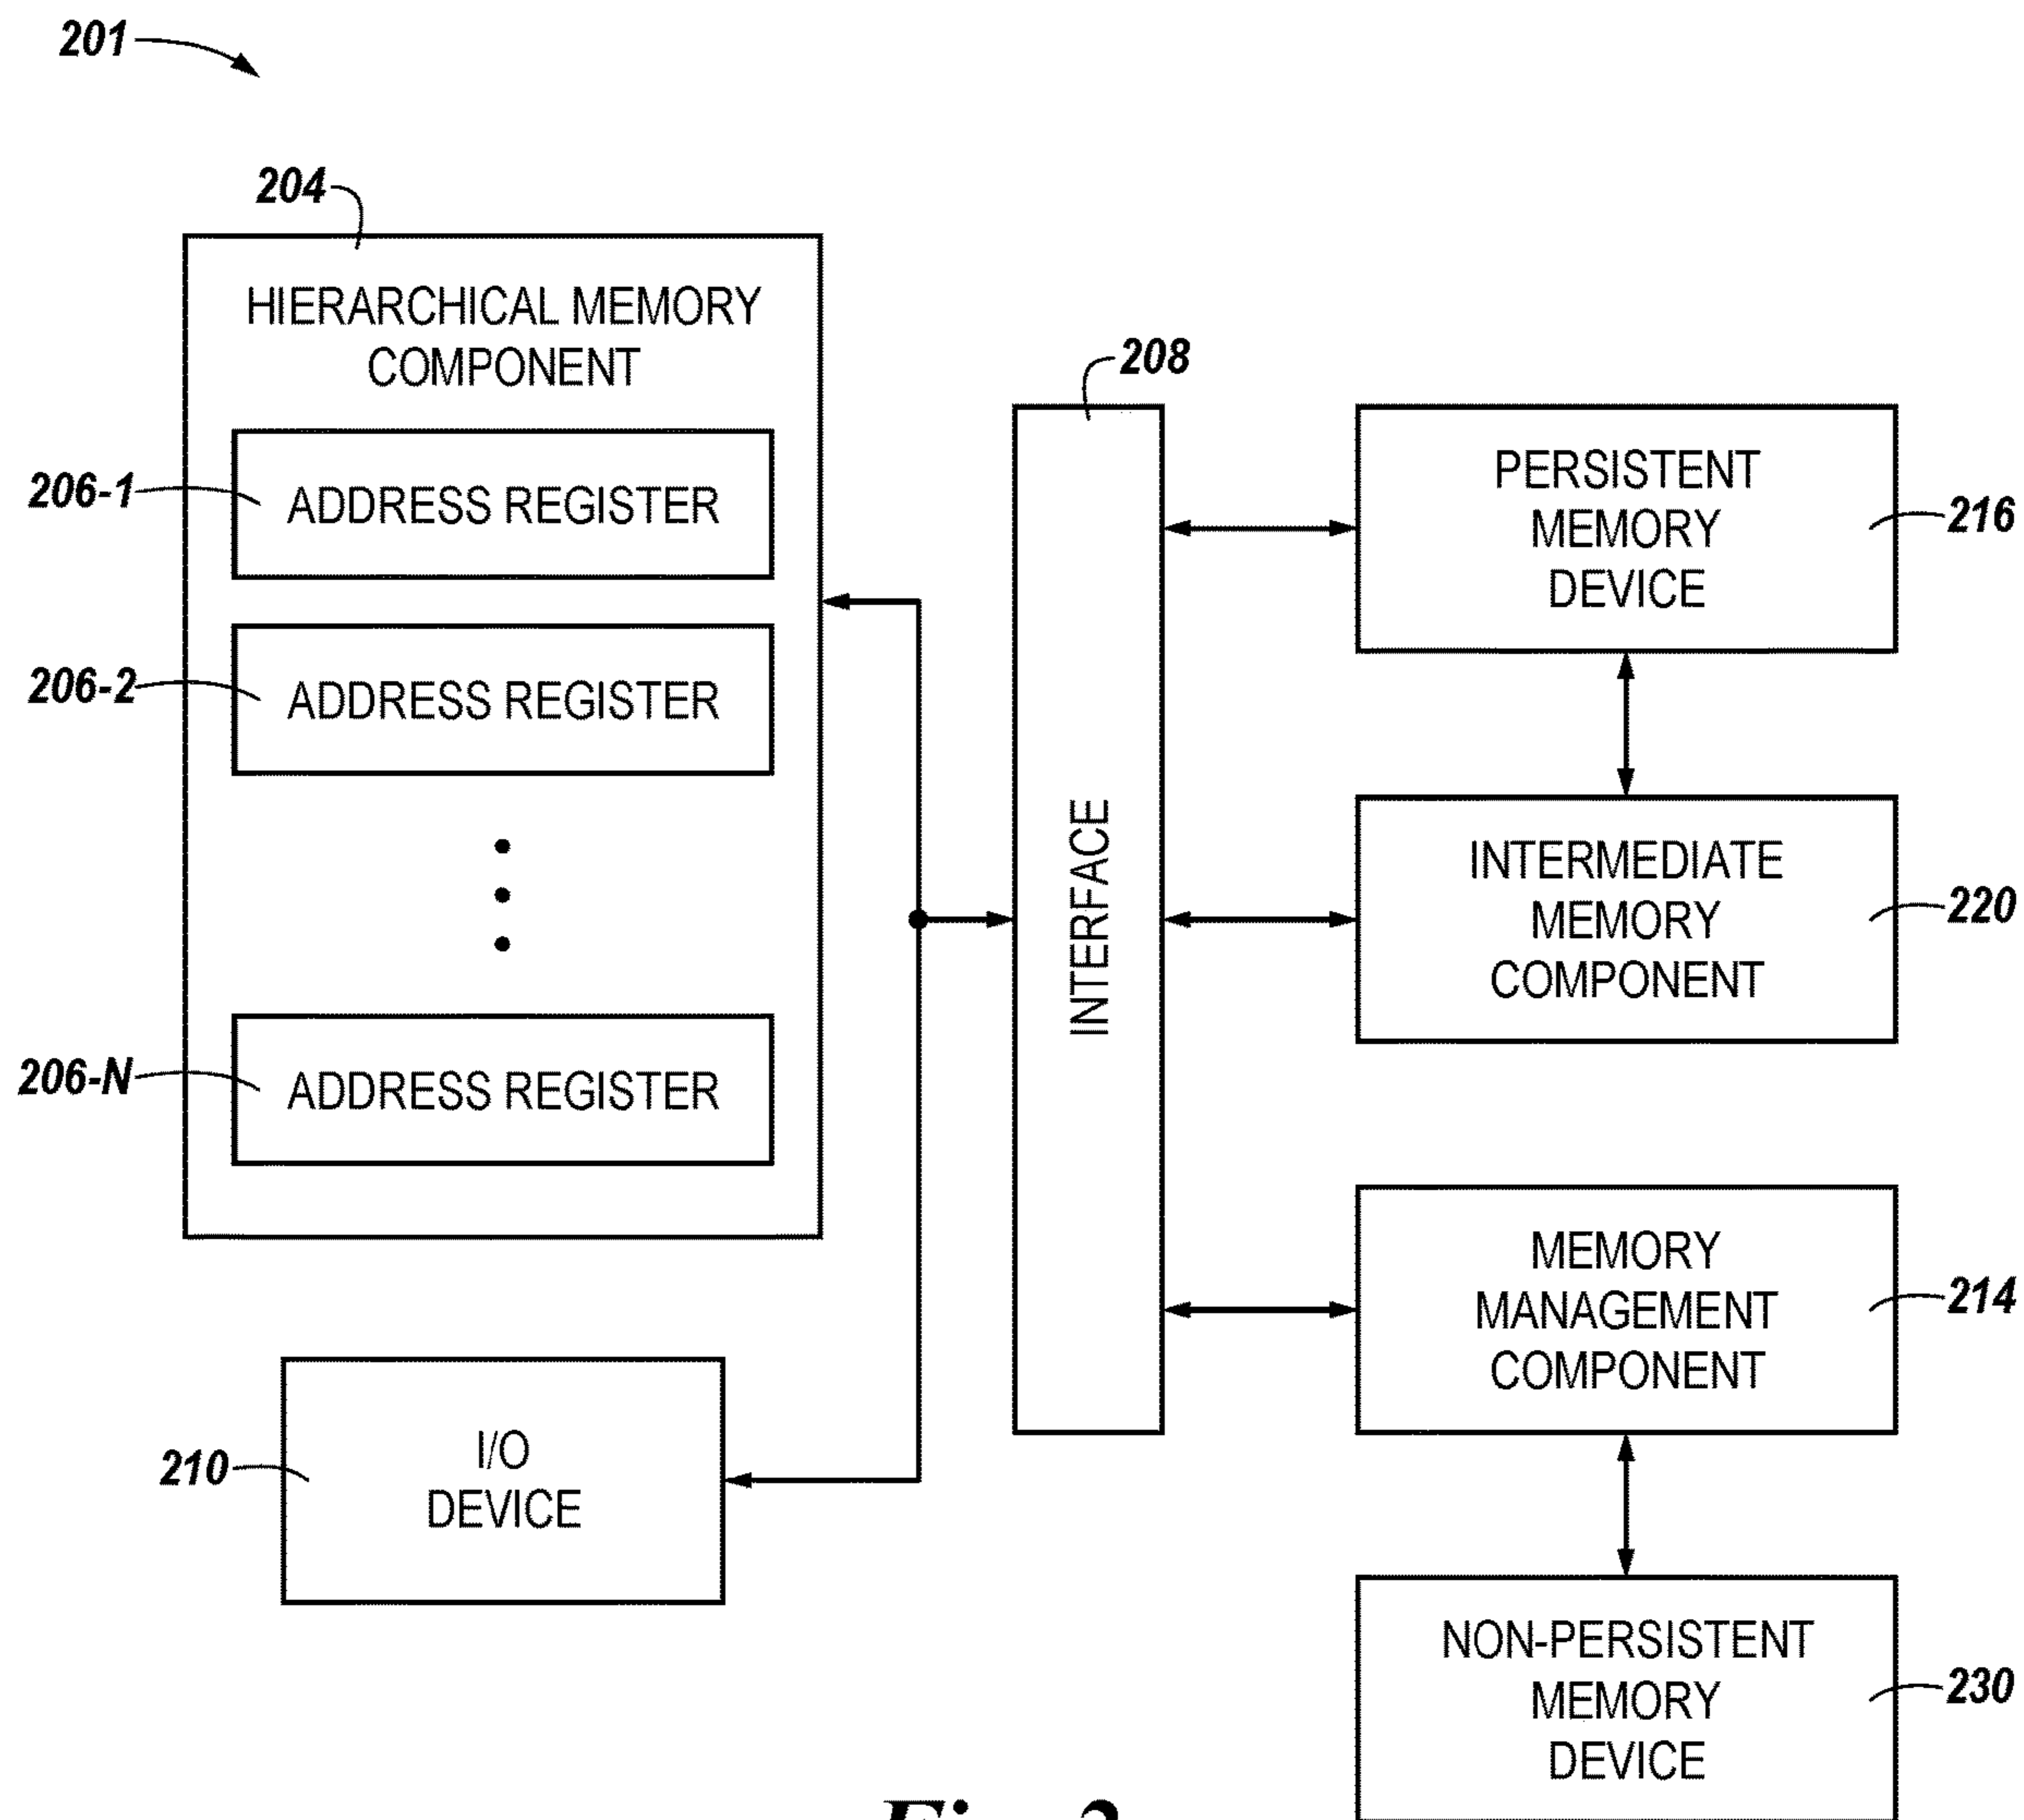 201
204
HIERARCHICAL MEMORY
COMPONENT
206-1
ADDRESS REGISTER
206-2
ADDRESS REGISTER
206-N
ADDRESS REGISTER
210
I/O
DEVICE
208
INTERFACE
PERSISTENT
MEMORY
DEVICE
216
INTERMEDIATE
MEMORY
COMPONENT
220
MEMORY
MANAGEMENT
COMPONENT
214
NON-PERSISTENT
MEMORY
DEVICE
230